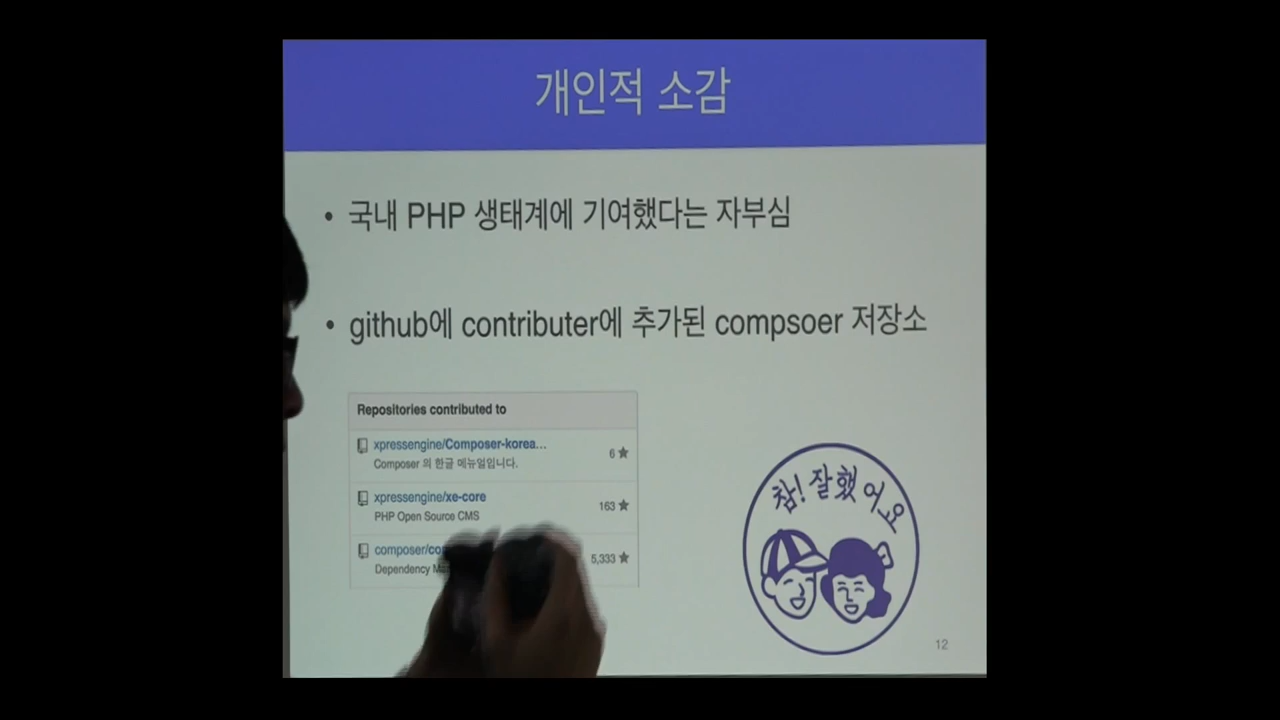 개인적 소감
• 국내 PHP 생태계에 기여했다는 자부심
• github에 contributer에 추가된 compsoer 저장소
Repositories contributed to
xpressengine/Composer-korea…
6 ★
Composer 의 한글 메뉴얼입니다.
xpressengine/xe-core
163 ★
PHP Open Source CMS
composer/
5,333 ★
Dependency
참! 잘했어요
12